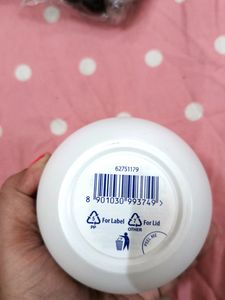 62751179
8 901030 993749 >
For Label For Lid
PP OTHER
PEEL ME